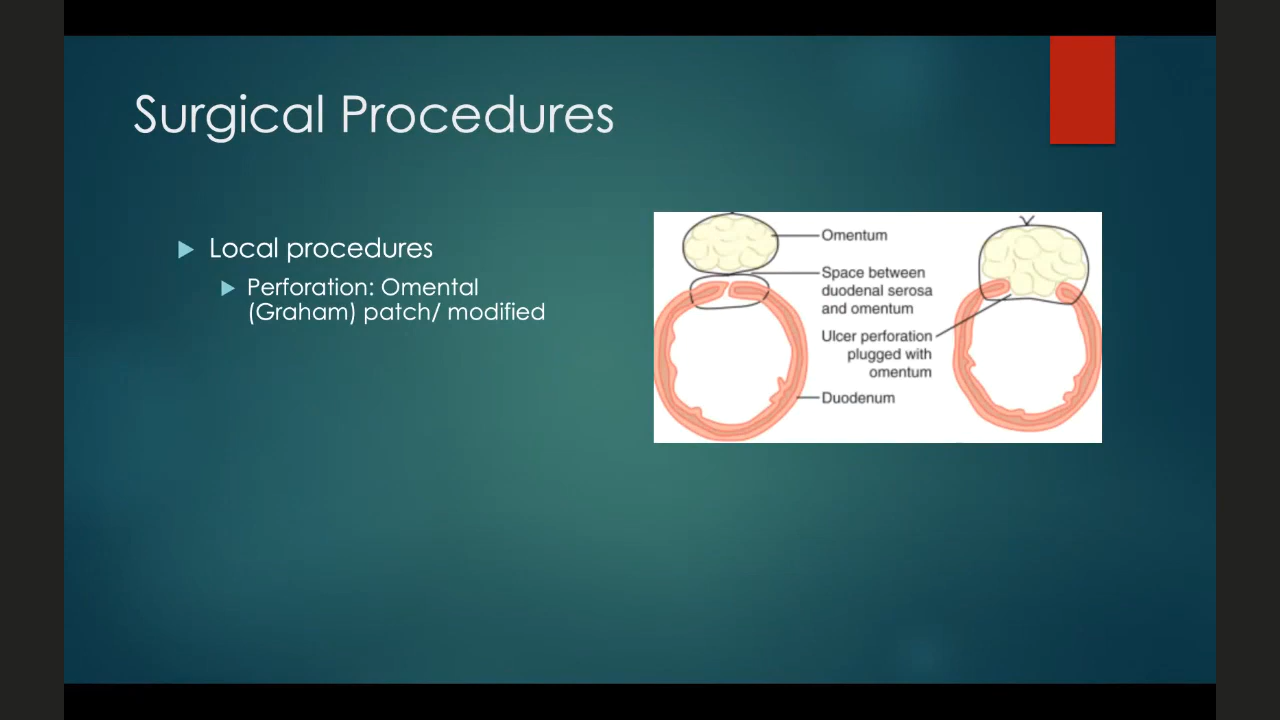 Surgical Procedures
Local procedures
Perforation: Omental
(Graham) patch/ modified
Omentum
Space between
duodenal serosa
and omentum
Ulcer perforation
plugged with
omentum
Duodenum